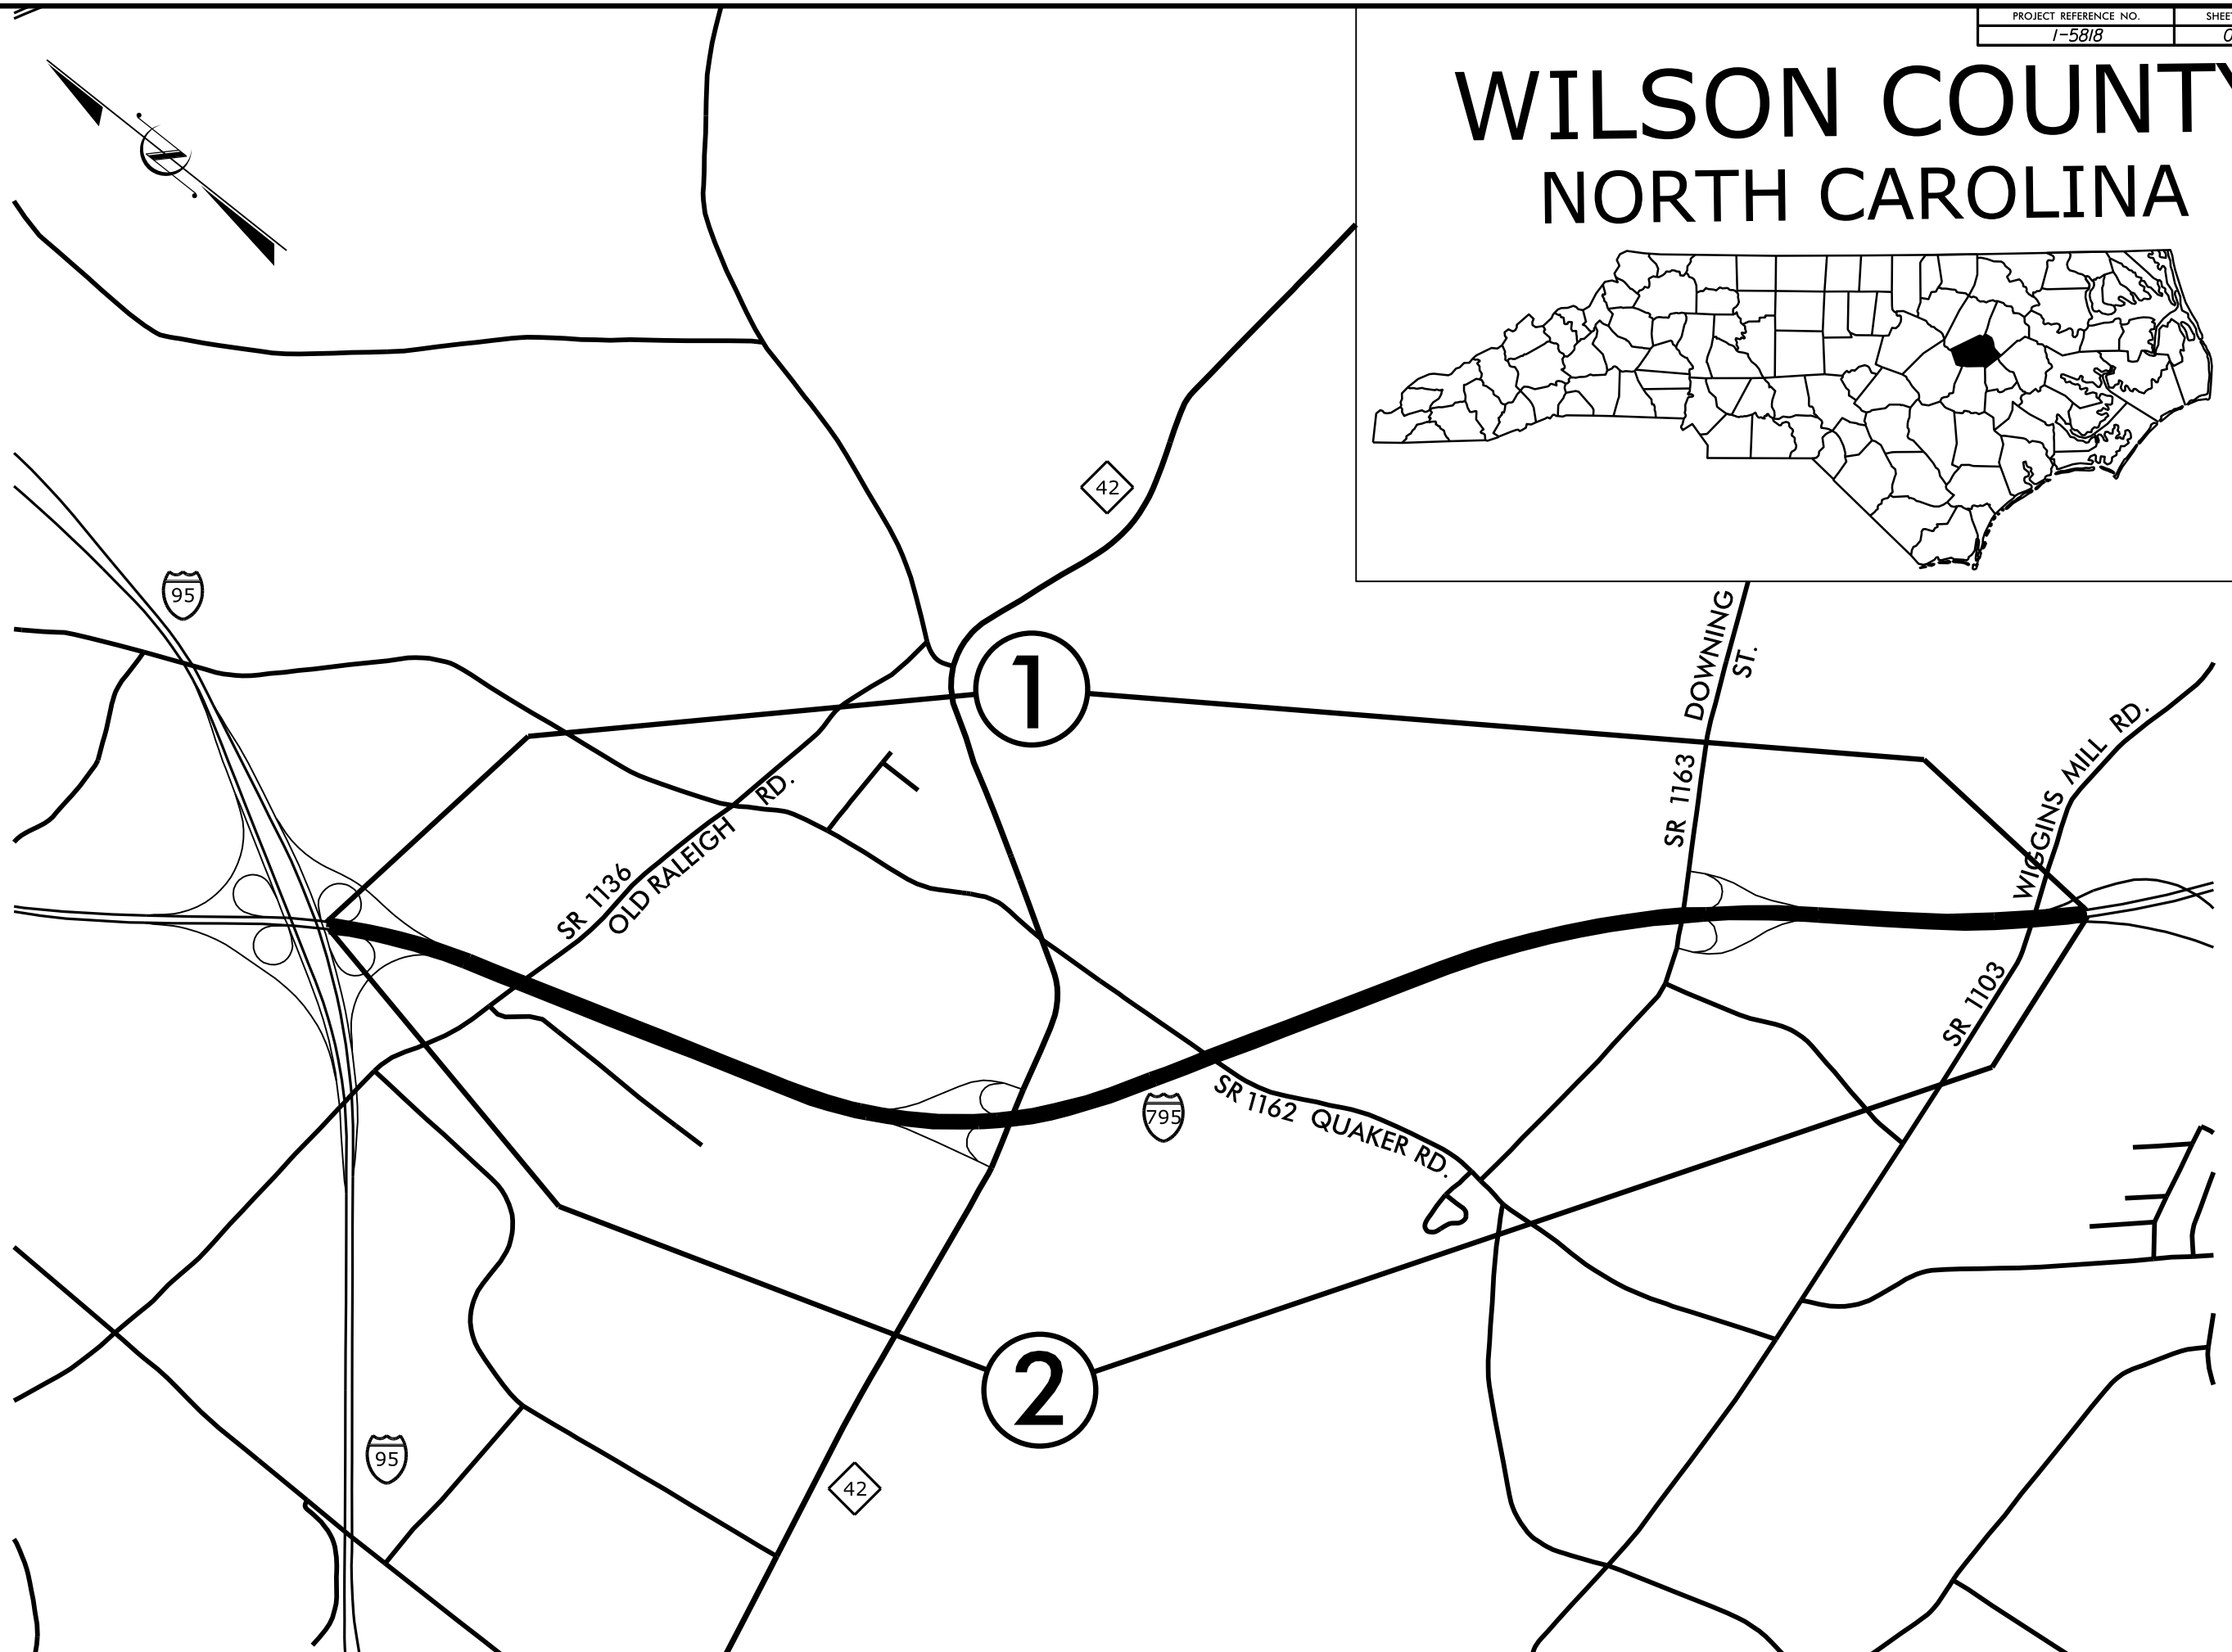 PROJECT REFERENCE NO.
I-5818
WILSON COUNTY
NORTH CAROLINA
42
95
DOWNING
ST.
1
WIGGINS MILL RD.
SR 1163
SR 1136
OLD RALEIGH RD.
SR 1103
795
SR 1162 QUAKER RD.
2
95
42